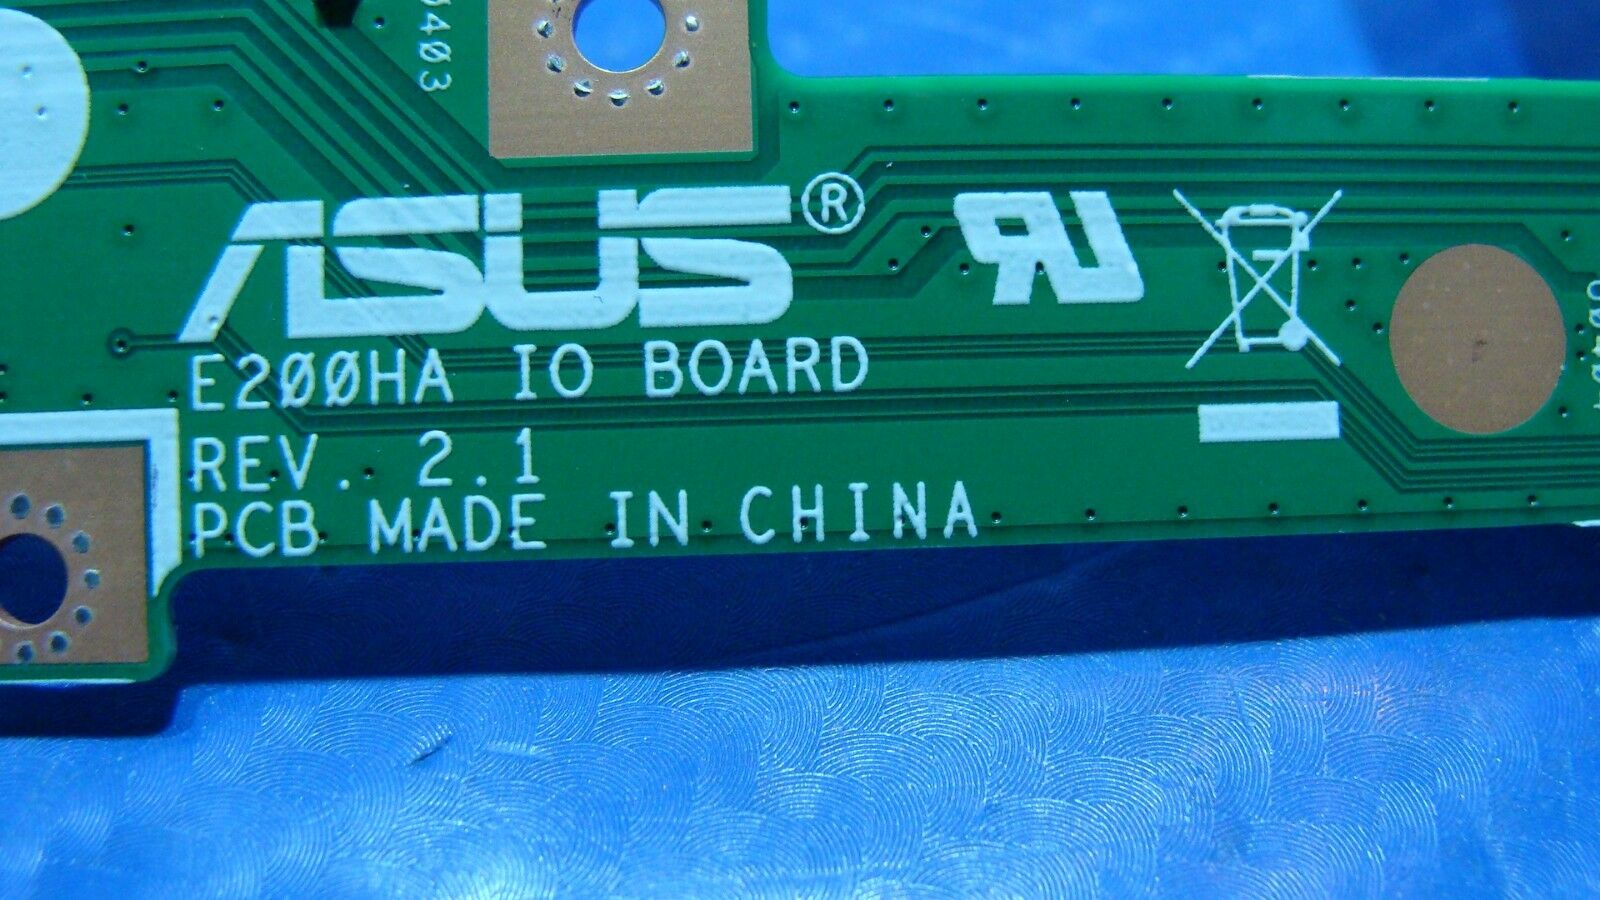 ASUS®
E200HA IO BOARD
REV. 2.1
PCB MADE IN CHINA